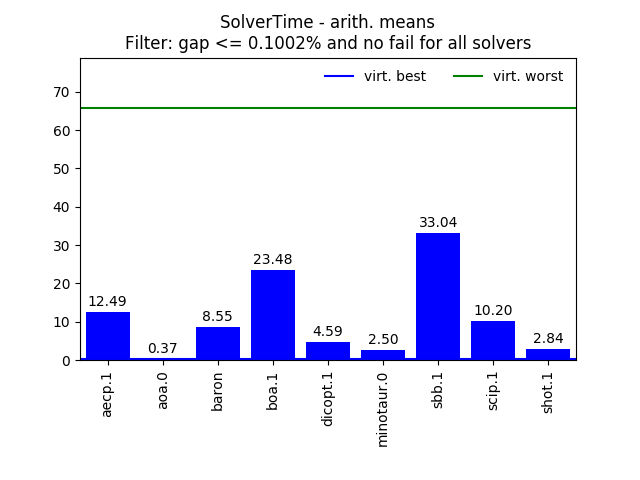 SolverTime - arith. means
Filter: gap <= 0.1002% and no fail for all solvers
virt. best
virt. worst
70
60
50
40
30
20
10
0
12.49
0.37
8.55
23.48
4.59
2.50
33.04
10.20
2.84
aecp.1
aoa.0
baron
boa.1
dicopt.1
minotaur.0
sbb.1
scip.1
shot.1